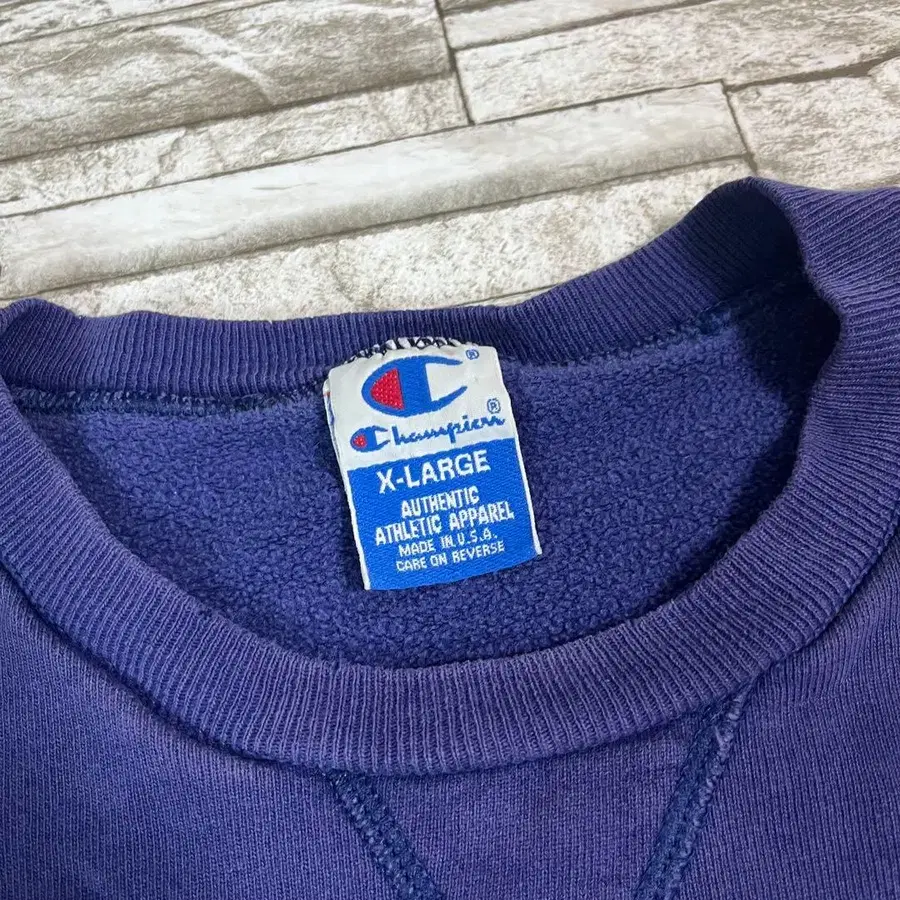 ®
Champion®
X-LARGE
AUTHENTIC
ATHLETIC APPAREL
MADE IN U.S.A.
CARE ON REVERSE